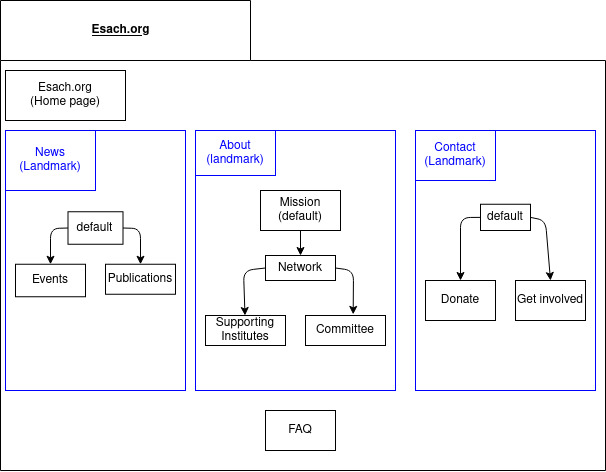 Esach.org
Esach.org
(Home page)
News
(Landmark)
default
Events
Publications
About
(landmark)
Mission
(default)
Network
Supporting
Institutes
Committee
Contact
(Landmark)
default
Donate
Get involved
FAQ